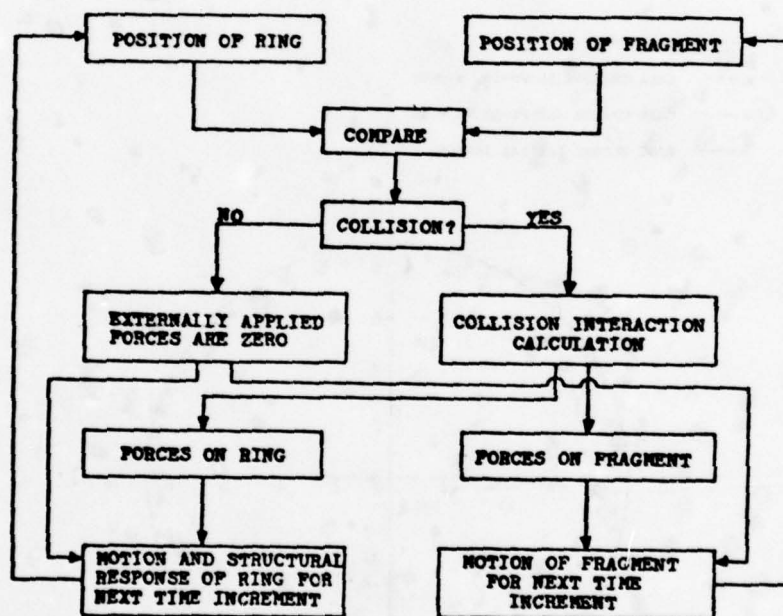 POSITION OF RING
POSITION OF FRAGMENT
COMPARE
COLLISION?
NO
YES
EXTERNALLY APPLIED
FORCES ARE ZERO
COLLISION INTERACTION
CALCULATION
FORCES ON RING
FORCES ON FRAGMENT
MOTION AND STRUCTURAL
RESPONSE OF RING FOR
NEXT TIME INCREMENT
MOTION OF FRAGMENT
FOR NEXT TIME
INCREMENT